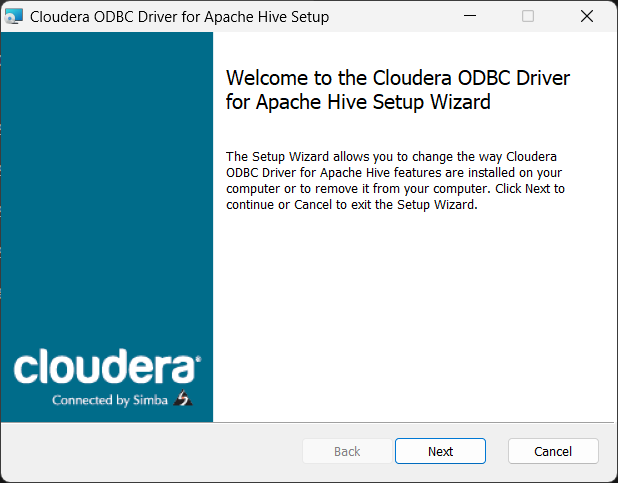 Cloudera ODBC Driver for Apache Hive Setup
Welcome to the Cloudera ODBC Driver
for Apache Hive Setup Wizard
The Setup Wizard allows you to change the way Cloudera
ODBC Driver for Apache Hive features are installed on your
computer or to remove it from your computer. Click Next to
continue or Cancel to exit the Setup Wizard.
cloudera
Connected by Simba
Back
Next
Cancel